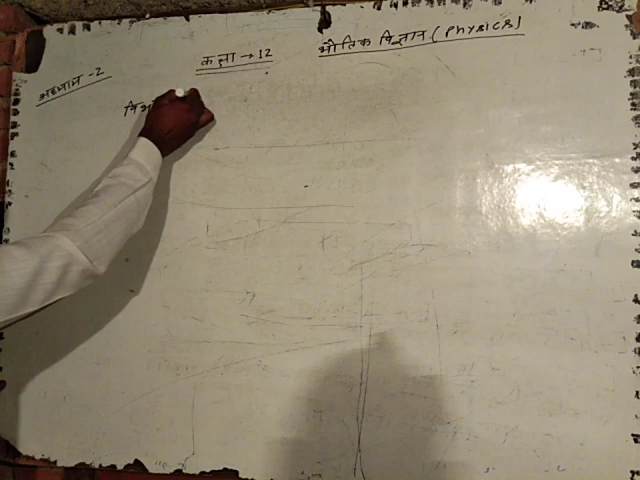 कक्षा → 12
भौतिक विज्ञान ( PHYSICS )
अध्याय - 2